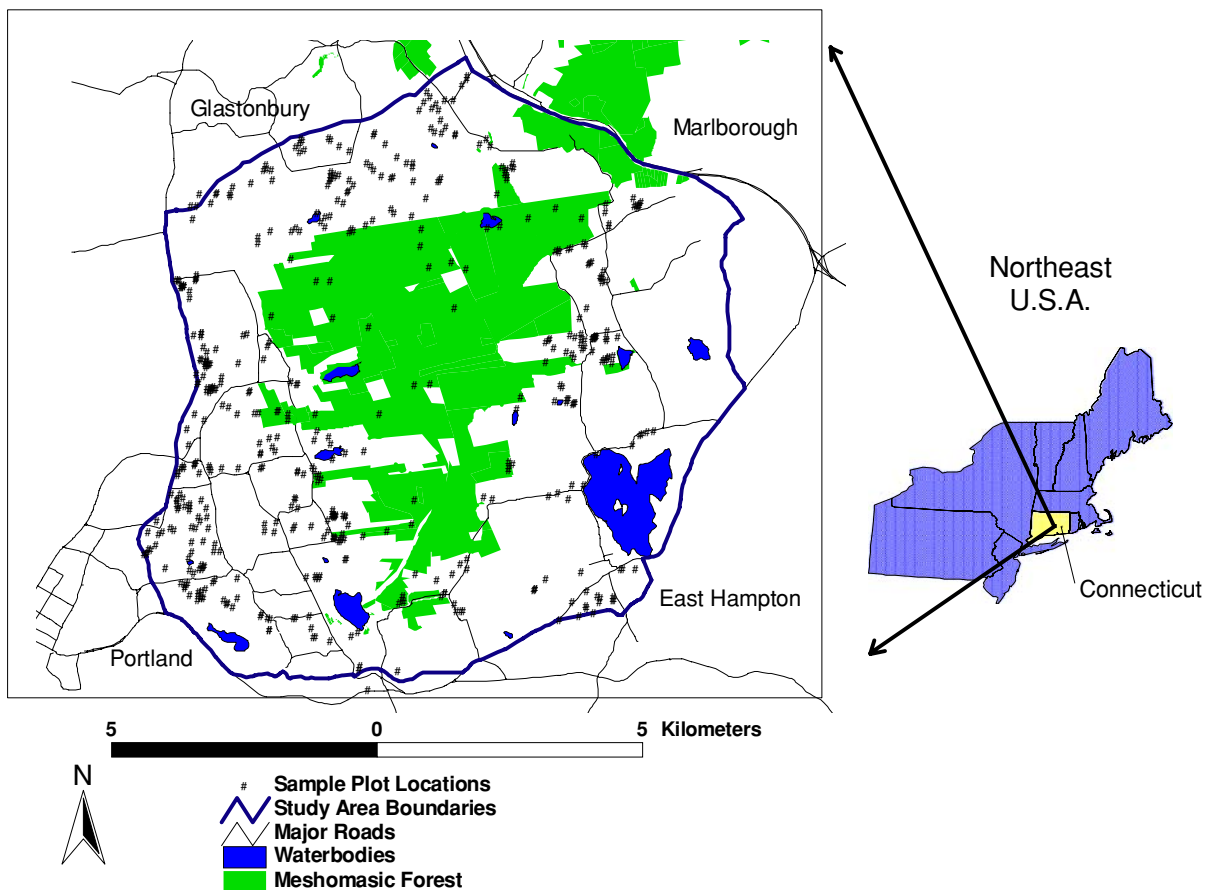 Glastonbury
Marlborough
Northeast
U.S.A.
Connecticut
East Hampton
Portland
5 0 5 Kilometers
N
# Sample Plot Locations
Study Area Boundaries
Major Roads
Waterbodies
Meshomasic Forest